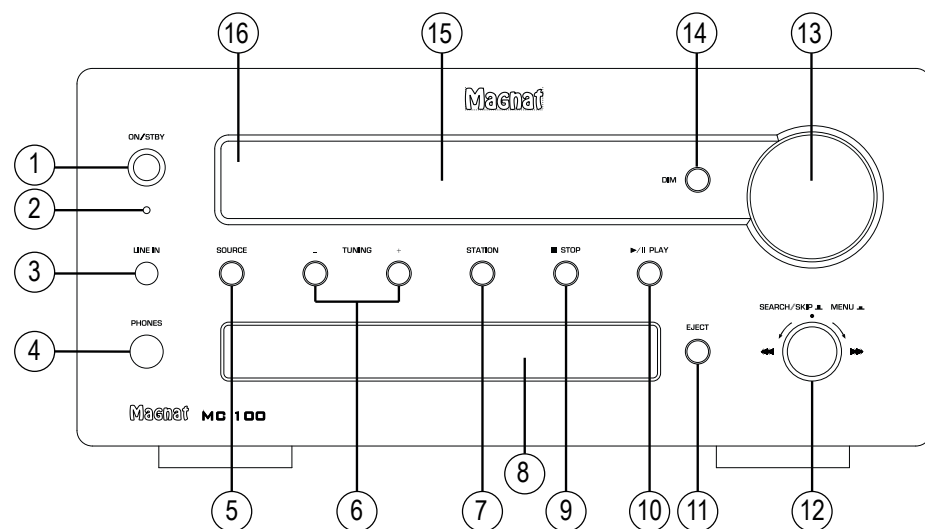 16 15 14 13
Magnat
ON/STBY
1
DIM
2
LINE IN SOURCE – TUNING + STATION ■ STOP ►/II PLAY
3
SEARCH/SKIP MENU
PHONES EJECT
4
Magnat MC 100
8
5 6 7 9 10 11 12